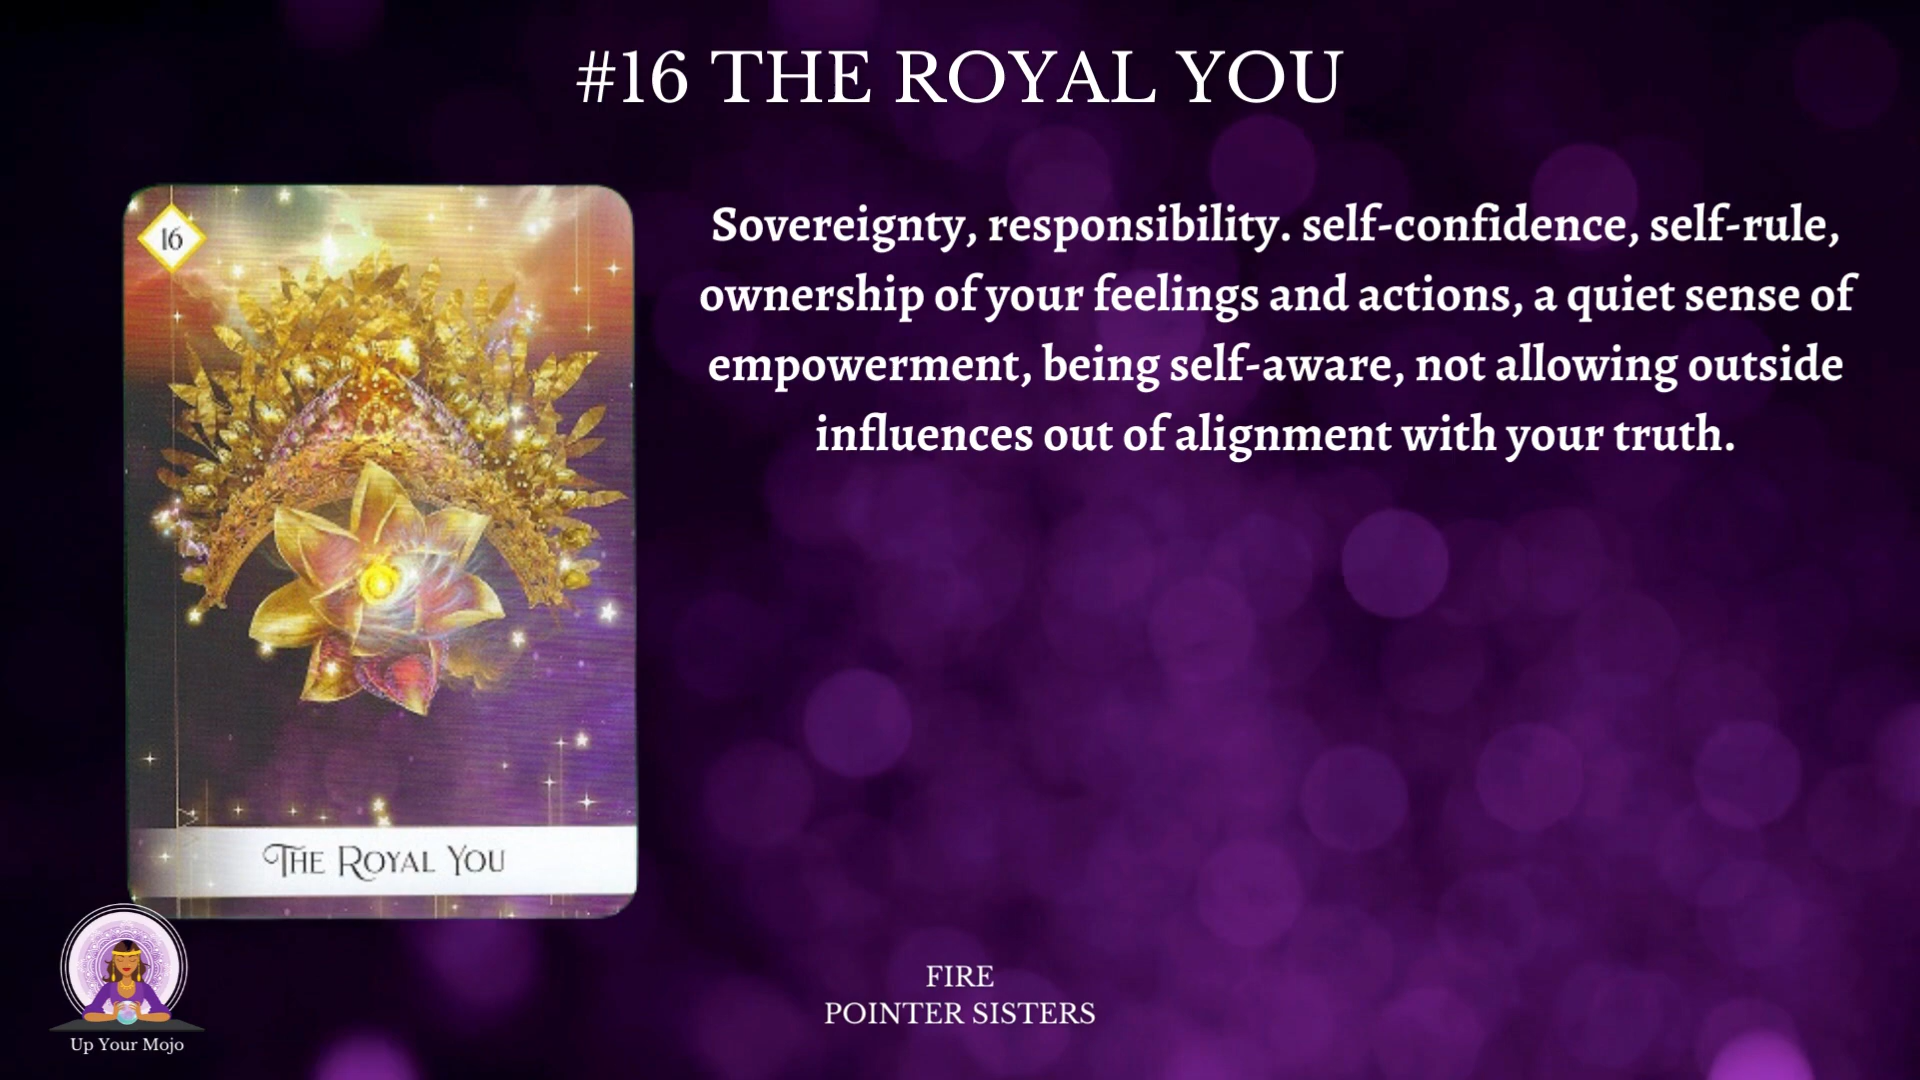 #16 THE ROYAL YOU
16
Sovereignty, responsibility. self-confidence, self-rule,
ownership of your feelings and actions, a quiet sense of
empowerment, being self-aware, not allowing outside
influences out of alignment with your truth.
THE ROYAL YOU
FIRE
POINTER SISTERS
Up Your Mojo